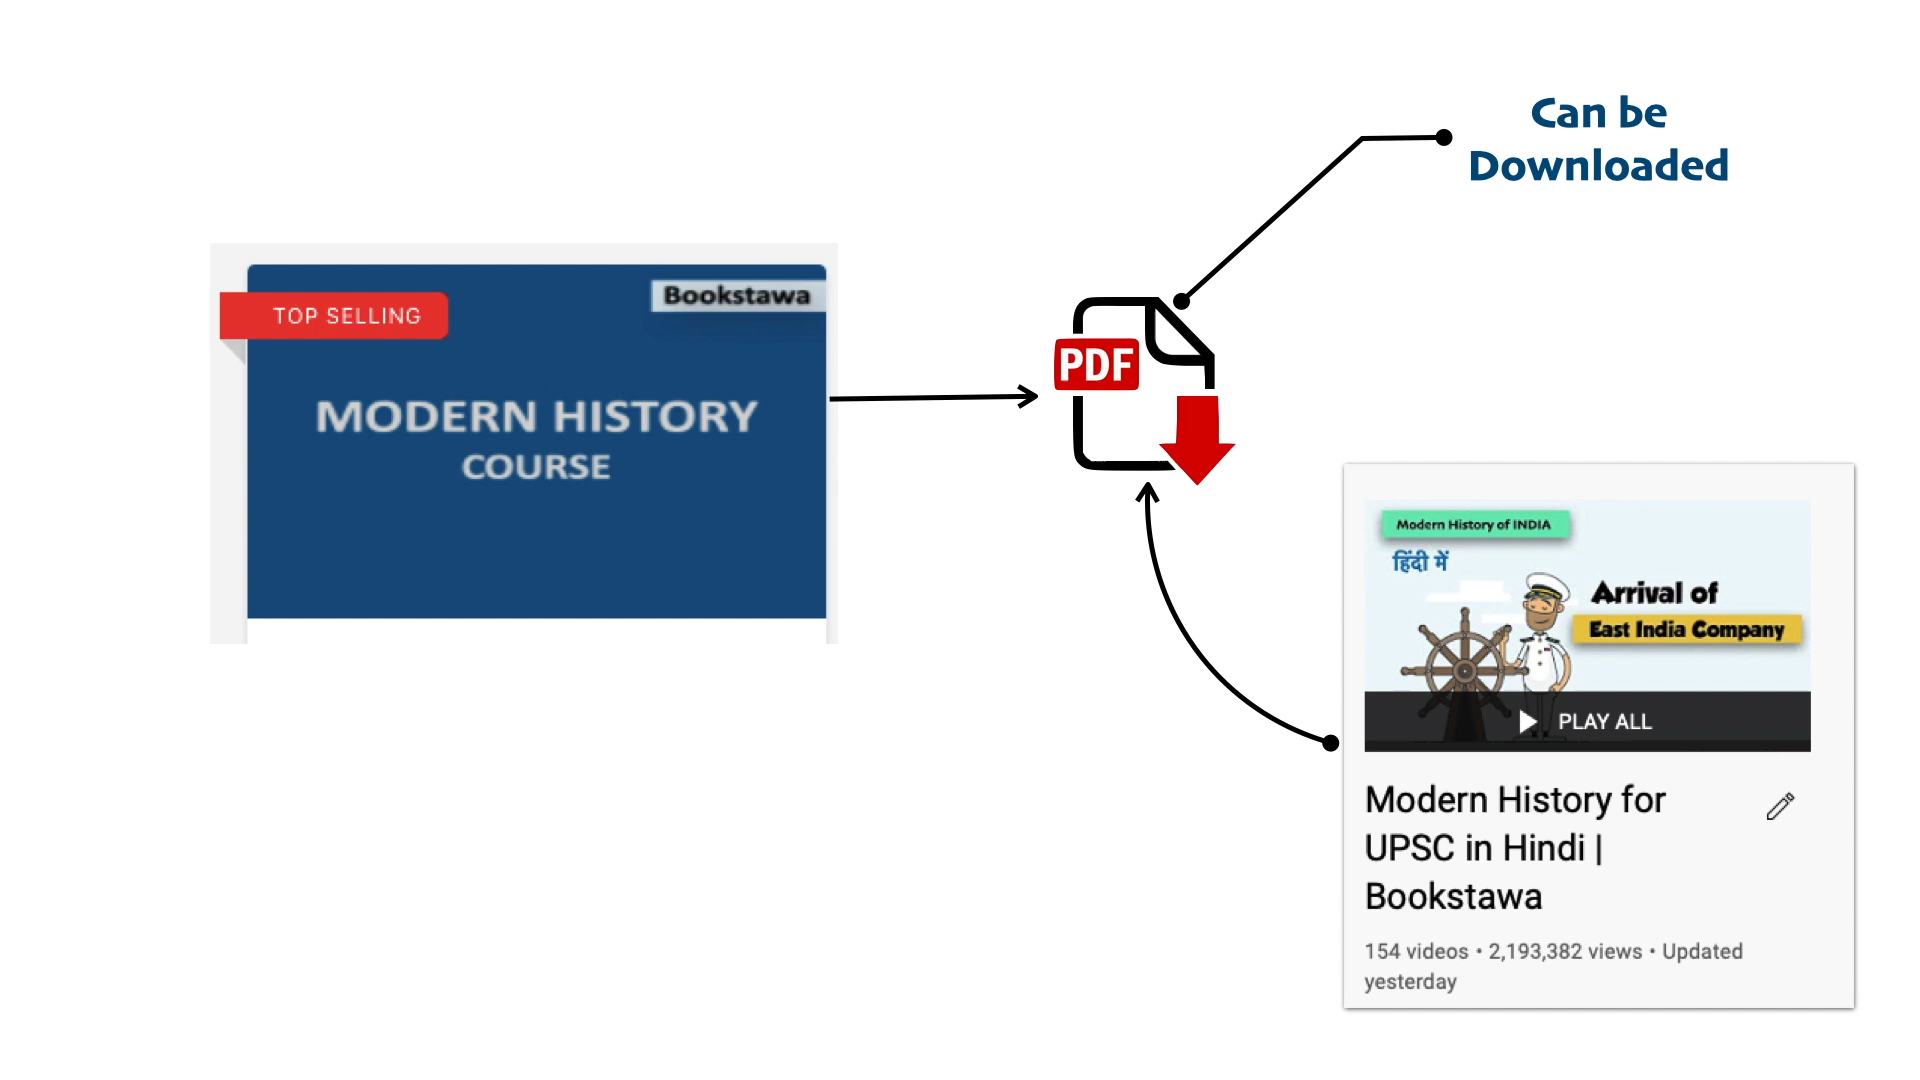 Can be
Downloaded
Bookstawa
TOP SELLING
MODERN HISTORY
COURSE
PDF
Modern History of INDIA
हिंदी में
Arrival of
East India Company
PLAY ALL
Modern History for
UPSC in Hindi |
Bookstawa
154 videos • 2,193,382 views • Updated
yesterday